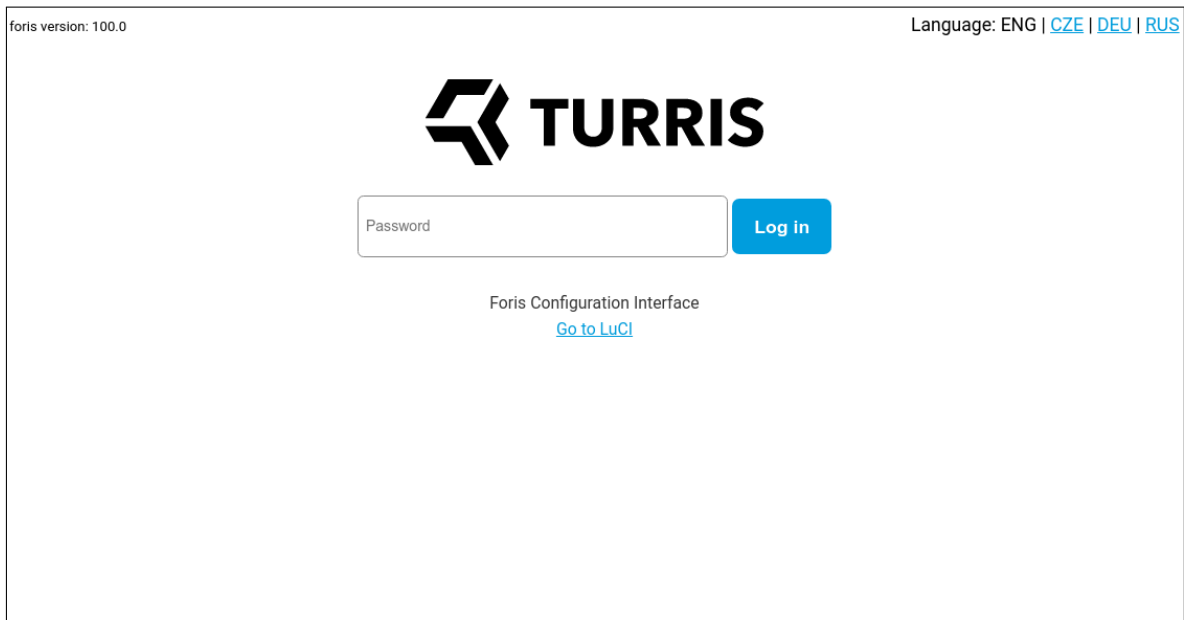 foris version: 100.0
Language: ENG | CZE | DEU | RUS
TURRIS
Password
Log in
Foris Configuration Interface
Go to LuCI